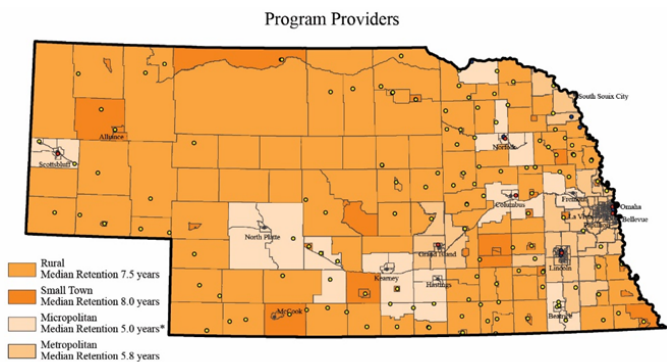 Program Providers
South Souix City
Alliance
Scottsbluff
Norfolk
Columbus
Fremont
Omaha
La Vista
Bellevue
North Platte
Grand Island
Lincoln
Kearney
Hastings
McCook
Beatrice
Rural
Median Retention 7.5 years
Small Town
Median Retention 8.0 years
Micropolitan
Median Retention 5.0 years*
Metropolitan
Median Retention 5.8 years